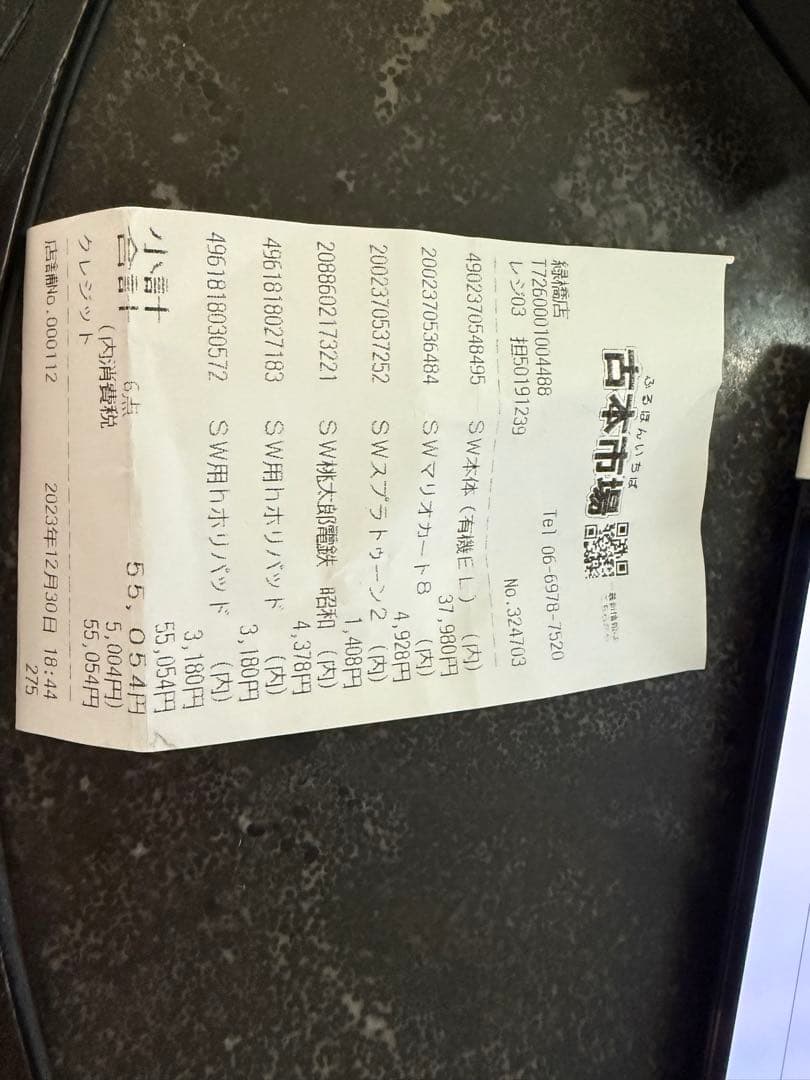 ふるほんいちば
古本市場
緑橋店 Tel 06-6978-7520
T7260001004488
レジ03 担50191239 No.324703
4902370548495 SW本体(有機EL) (内)
37,980円
2002370536484 SWマリオカート8 (内)
4,928円
2002370537252 SWスプラトゥーン2 (内)
1,408円
2088602173221 SW桃太郎電鉄 昭和 (内)
4,378円
4961818027183 SW用hホリパッド (内)
3,180円
4961818030572 SW用hホリパッド (内)
3,180円
小計 55,054円
合計 6点 55,054円
(内消費税 5,004円)
クレジット 55,054円
店舗No.000112 2023年12月30日 18:44
275